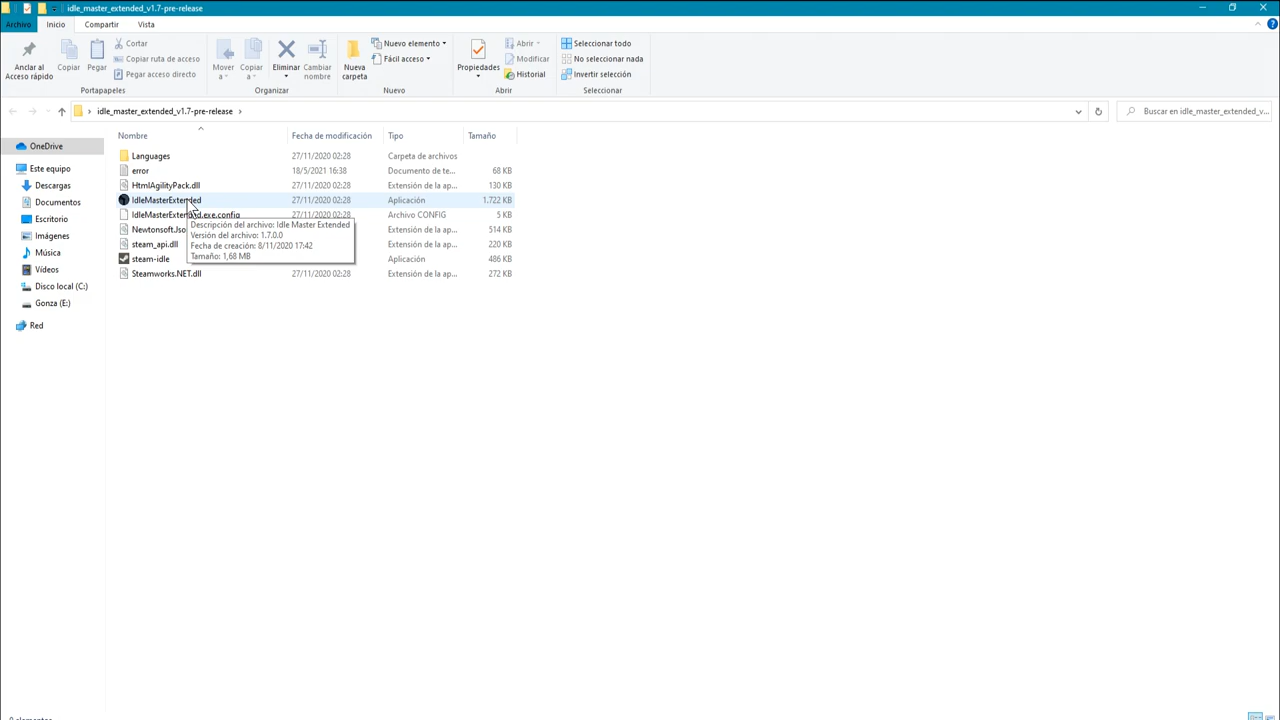 idle_master_extended_v1.7-pre-release
Archivo Inicio Compartir Vista
Anclar al Acceso rápido
Copiar
Pegar
Cortar
Copiar ruta de acceso
Pegar acceso directo
Portapapeles
Mover a
Copiar a
Eliminar
Cambiar nombre
Organizar
Nueva carpeta
Nuevo elemento
Fácil acceso
Nuevo
Propiedades
Abrir
Modificar
Historial
Abrir
Seleccionar todo
No seleccionar nada
Invertir selección
Seleccionar
idle_master_extended_v1.7-pre-release
Buscar en idle_master_extended_v...
Nombre Fecha de modificación Tipo Tamaño
OneDrive
Este equipo
Descargas
Documentos
Escritorio
Imágenes
Música
Vídeos
Disco local (C:)
Gonza (E:)
Red
Languages 27/11/2020 02:28 Carpeta de archivos
error 18/5/2021 16:38 Documento de te... 68 KB
HtmlAgilityPack.dll 27/11/2020 02:28 Extensión de la ap... 130 KB
IdleMasterExtended 27/11/2020 02:28 Aplicación 1.722 KB
IdleMasterExtended.exe.config 27/11/2020 02:28 Archivo CONFIG 5 KB
Newtonsoft.Jso Extensión de la ap... 514 KB
steam_api.dll Extensión de la ap... 220 KB
steam-idle Aplicación 486 KB
Steamworks.NET.dll 27/11/2020 02:28 Extensión de la ap... 272 KB
Descripción del archivo: Idle Master Extended
Versión del archivo: 1.7.0.0
Fecha de creación: 8/11/2020 17:42
Tamaño: 1,68 MB